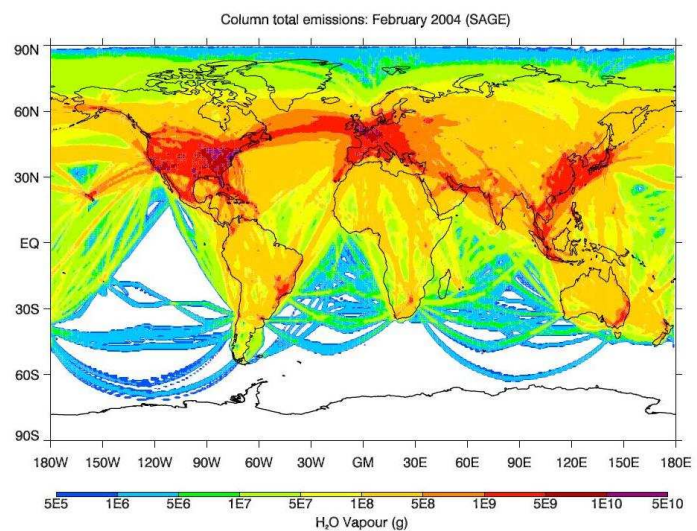 Column total emissions: February 2004 (SAGE)
90N
60N
30N
EQ
30S
60S
90S
180W 150W 120W 90W 60W 30W GM 30E 60E 90E 120E 150E 180E
5E5 1E6 5E6 1E7 5E7 1E8 5E8 1E9 5E9 1E10 5E10
H₂O Vapour (g)